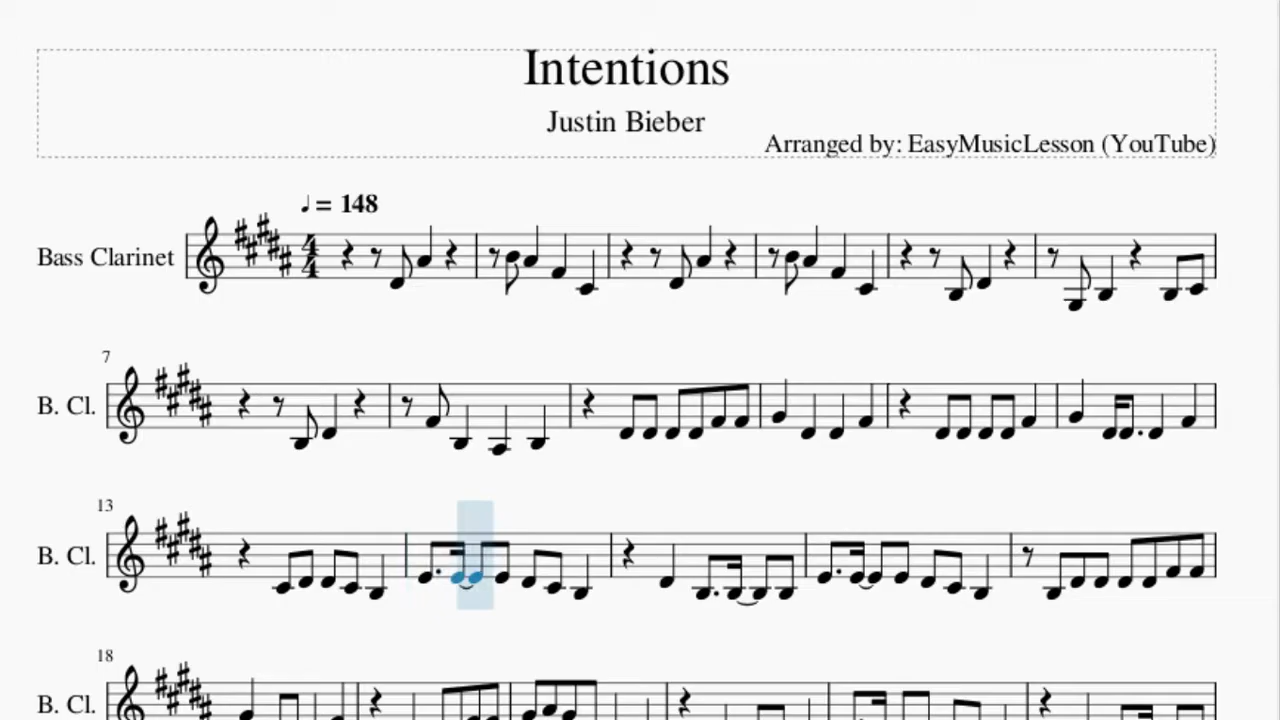 Intentions
Justin Bieber
Arranged by: EasyMusicLesson (YouTube)
♩ = 148
Bass Clarinet
4
4
7
B. Cl.
13
B. Cl.
18
B. Cl.